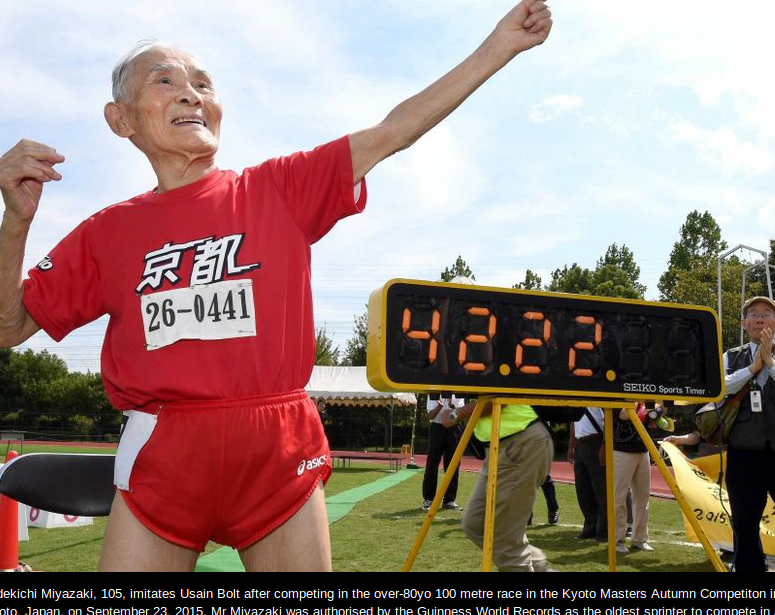 京都
26-0441
42.22.
SEIKO Sports Timer
asics
2015
dekichi Miyazaki, 105, imitates Usain Bolt after competing in the over-80yo 100 metre race in the Kyoto Masters Autumn Competiton i
oto, Japan, on September 23, 2015. Mr Miyazaki was authorised by the Guinness World Records as the oldest sprinter to compete in